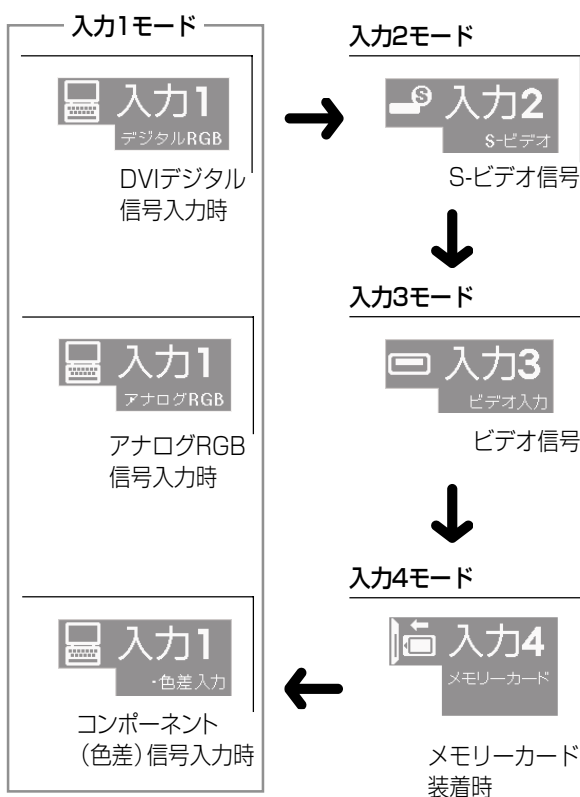 入力1モード
入力1
デジタルRGB
DVIデジタル
信号入力時
入力1
アナログRGB
アナログRGB
信号入力時
入力1
・色差入力
コンポーネント
（色差）信号入力時
入力2モード
S
入力2
S-ビデオ
S-ビデオ信号
入力3モード
入力3
ビデオ入力
ビデオ信号
入力4モード
入力4
メモリーカード
メモリーカード
装着時